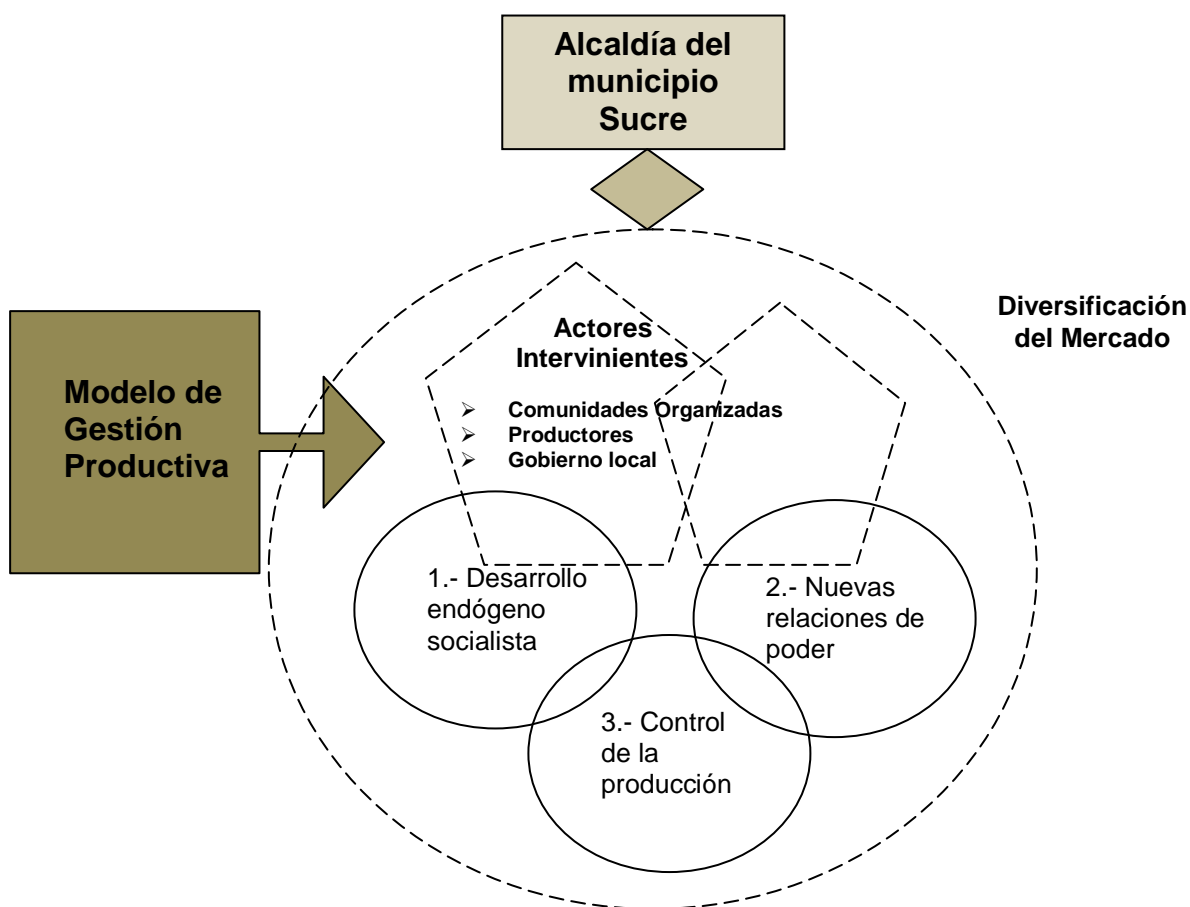 Alcaldía del
municipio
Sucre
Diversificación
del Mercado
Modelo de
Gestión
Productiva
Actores
Intervinientes
➢ Comunidades Organizadas
➢ Productores
➢ Gobierno local
1.- Desarrollo
endógeno
socialista
2.- Nuevas
relaciones de
poder
3.- Control
de la
producción